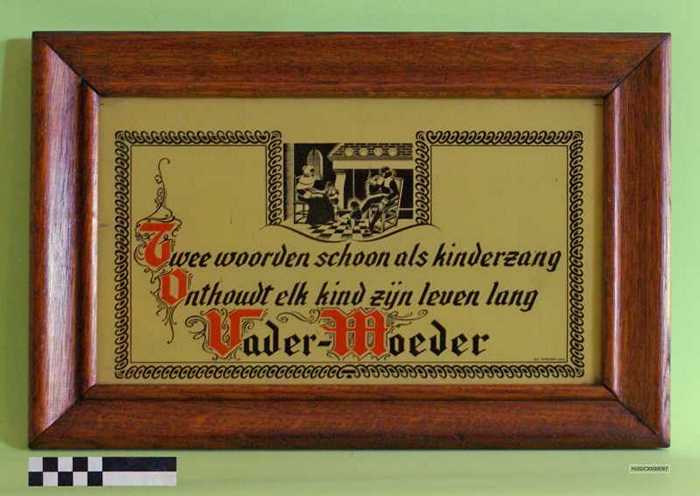 Twee woorden schoon als kinderzang
Onthoudt elk kind zijn leven lang
Vader-Moeder